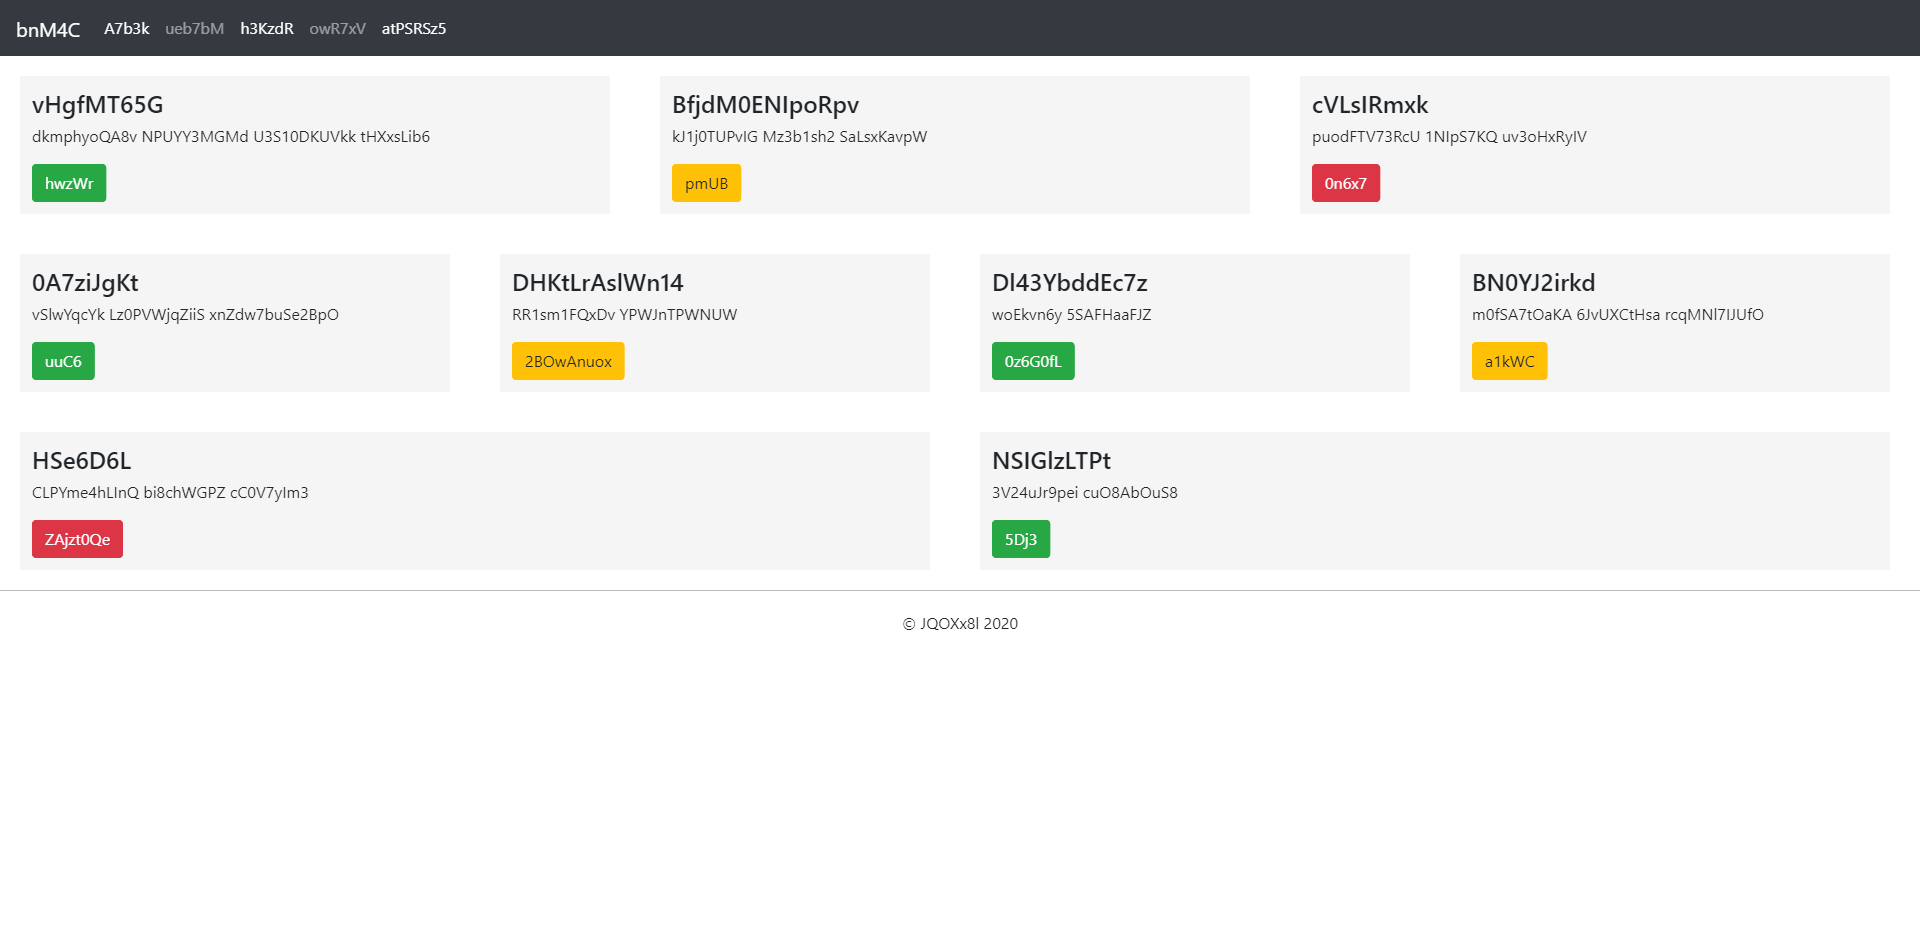 bnM4C A7b3k ueb7bM h3KzdR owR7xV atPSRSz5
vHgfMT65G
dkmphyoQA8v NPUYY3MGMd U3S10DKUVkk tHXxsLib6
hwzWr
BfjdM0ENIpoRpv
kJ1j0TUPvIG Mz3b1sh2 SaLsxKavpW
pmUB
cVLsIRmxk
puodFTV73RcU 1NIpS7KQ uv3oHxRyIV
0n6x7
0A7ziJgKt
vSlwYqcYk Lz0PVWjqZiiS xnZdw7buSe2BpO
uuC6
DHKtLrAslWn14
RR1sm1FQxDv YPWJnTPWNUW
2BOwAnuox
Dl43YbddEc7z
woEkvn6y 5SAFHaaFJZ
0z6G0fL
BN0YJ2irkd
m0fSA7tOaKA 6JvUXCtHsa rcqMNl7IJUfO
a1kWC
HSe6D6L
CLPYme4hLInQ bi8chWGPZ cC0V7yIm3
ZAjzt0Qe
NSIGlzLTPt
3V24uJr9pei cuO8AbOuS8
5Dj3
© JQOXx8l 2020